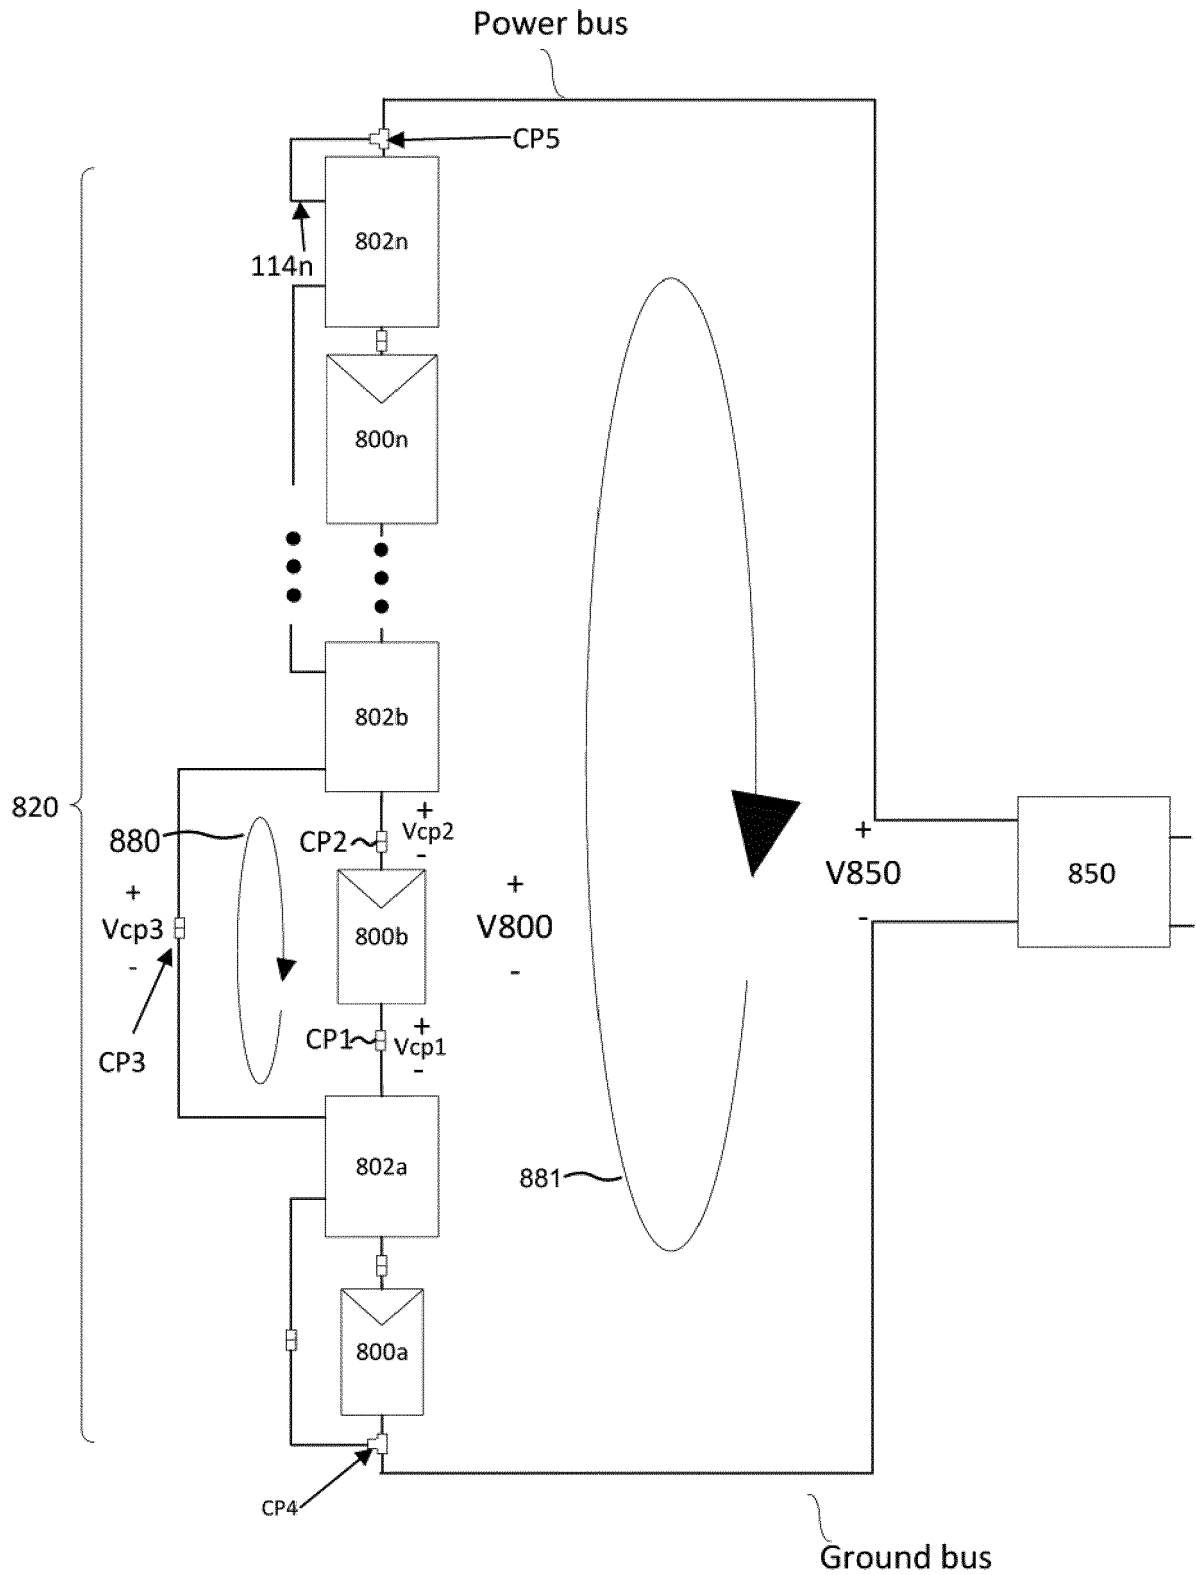 Power bus
CP5
802n
114n
800n
802b
820
880
CP2
+
Vcp2
-
+
Vcp3
-
800b
+
V800
-
+
V850
-
850
CP1
+
Vcp1
-
CP3
802a
881
800a
CP4
Ground bus